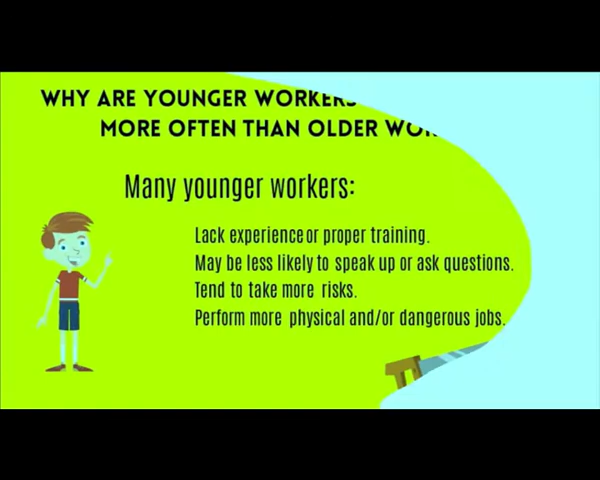 WHY ARE YOUNGER WORKERS
MORE OFTEN THAN OLDER
Many younger workers:
Lack experience or proper training.
May be less likely to speak up or ask questions.
Tend to take more risks.
Perform more physical and/or dangerous jobs.